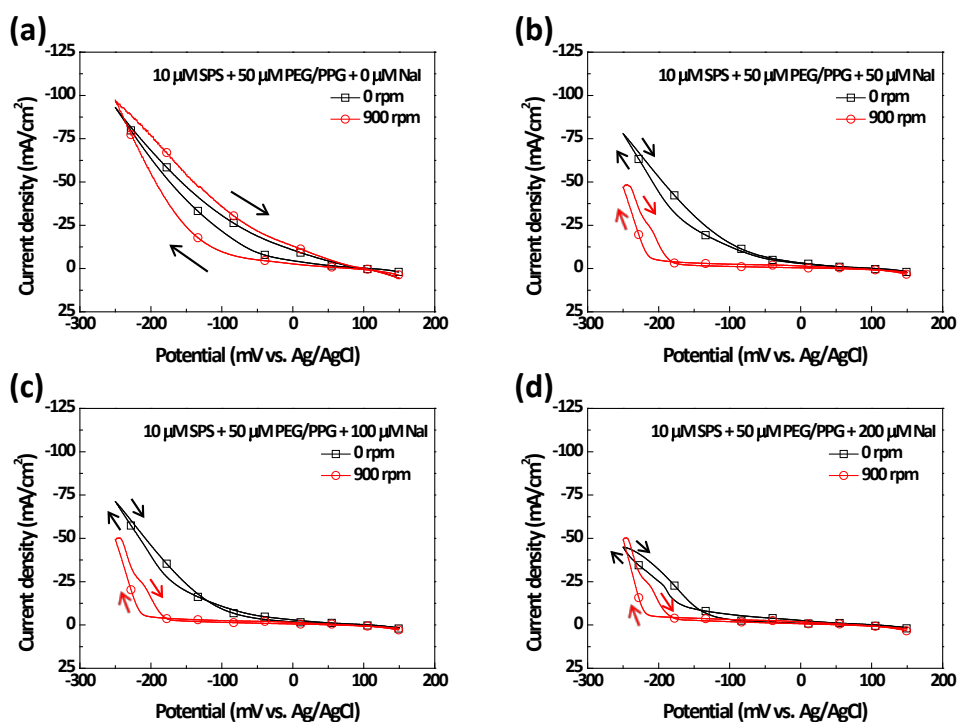 (a)
-125
-100
-75
-50
-25
0
25
-300 -200 -100 0 100 200
Current density (mA/cm²)
Potential (mV vs. Ag/AgCl)
10 μM SPS + 50 μM PEG/PPG + 0 μM NaI
0 rpm
900 rpm
(b)
-125
-100
-75
-50
-25
0
25
-300 -200 -100 0 100 200
Current density (mA/cm²)
Potential (mV vs. Ag/AgCl)
10 μM SPS + 50 μM PEG/PPG + 50 μM NaI
0 rpm
900 rpm
(c)
-125
-100
-75
-50
-25
0
25
-300 -200 -100 0 100 200
Current density (mA/cm²)
Potential (mV vs. Ag/AgCl)
10 μM SPS + 50 μM PEG/PPG + 100 μM NaI
0 rpm
900 rpm
(d)
-125
-100
-75
-50
-25
0
25
-300 -200 -100 0 100 200
Current density (mA/cm²)
Potential (mV vs. Ag/AgCl)
10 μM SPS + 50 μM PEG/PPG + 200 μM NaI
0 rpm
900 rpm